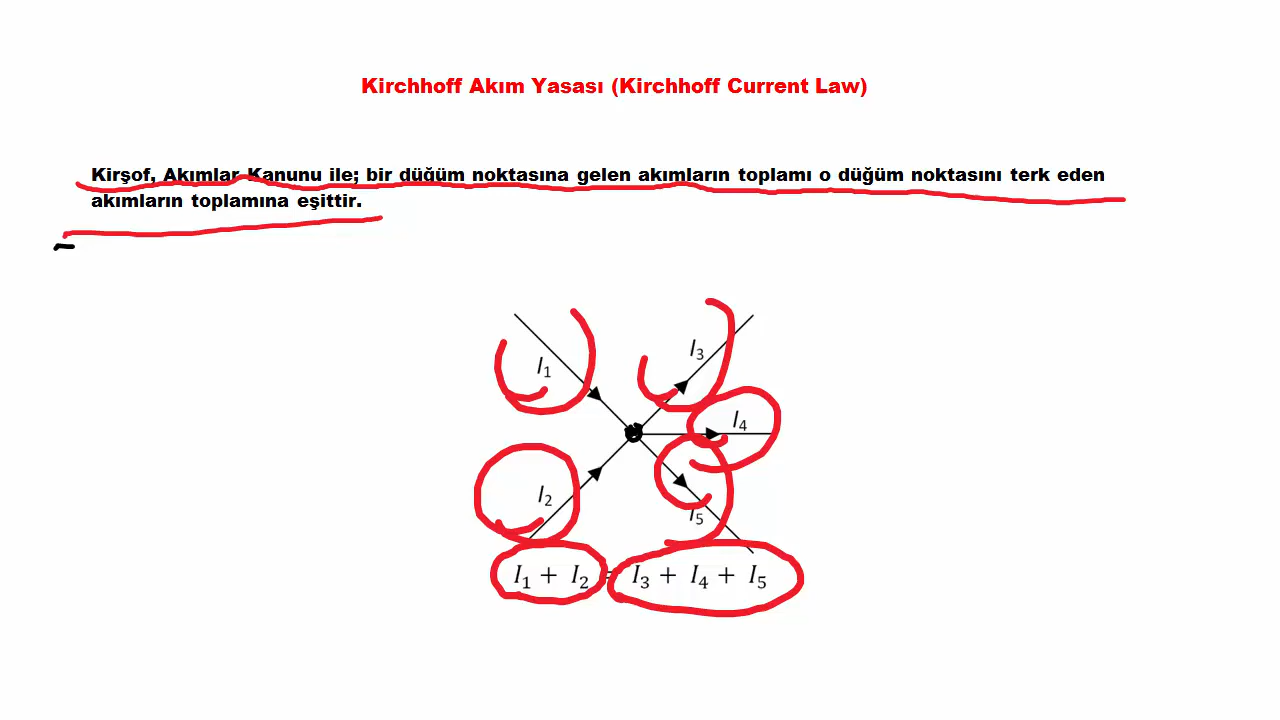 Kirchhoff Akım Yasası (Kirchhoff Current Law)
Kirşof, Akımlar Kanunu ile; bir düğüm noktasına gelen akımların toplamı o düğüm noktasını terk eden
akımların toplamına eşittir.
I₁
I₃
I₄
I₂
I₅
I₁ + I₂ = I₃ + I₄ + I₅